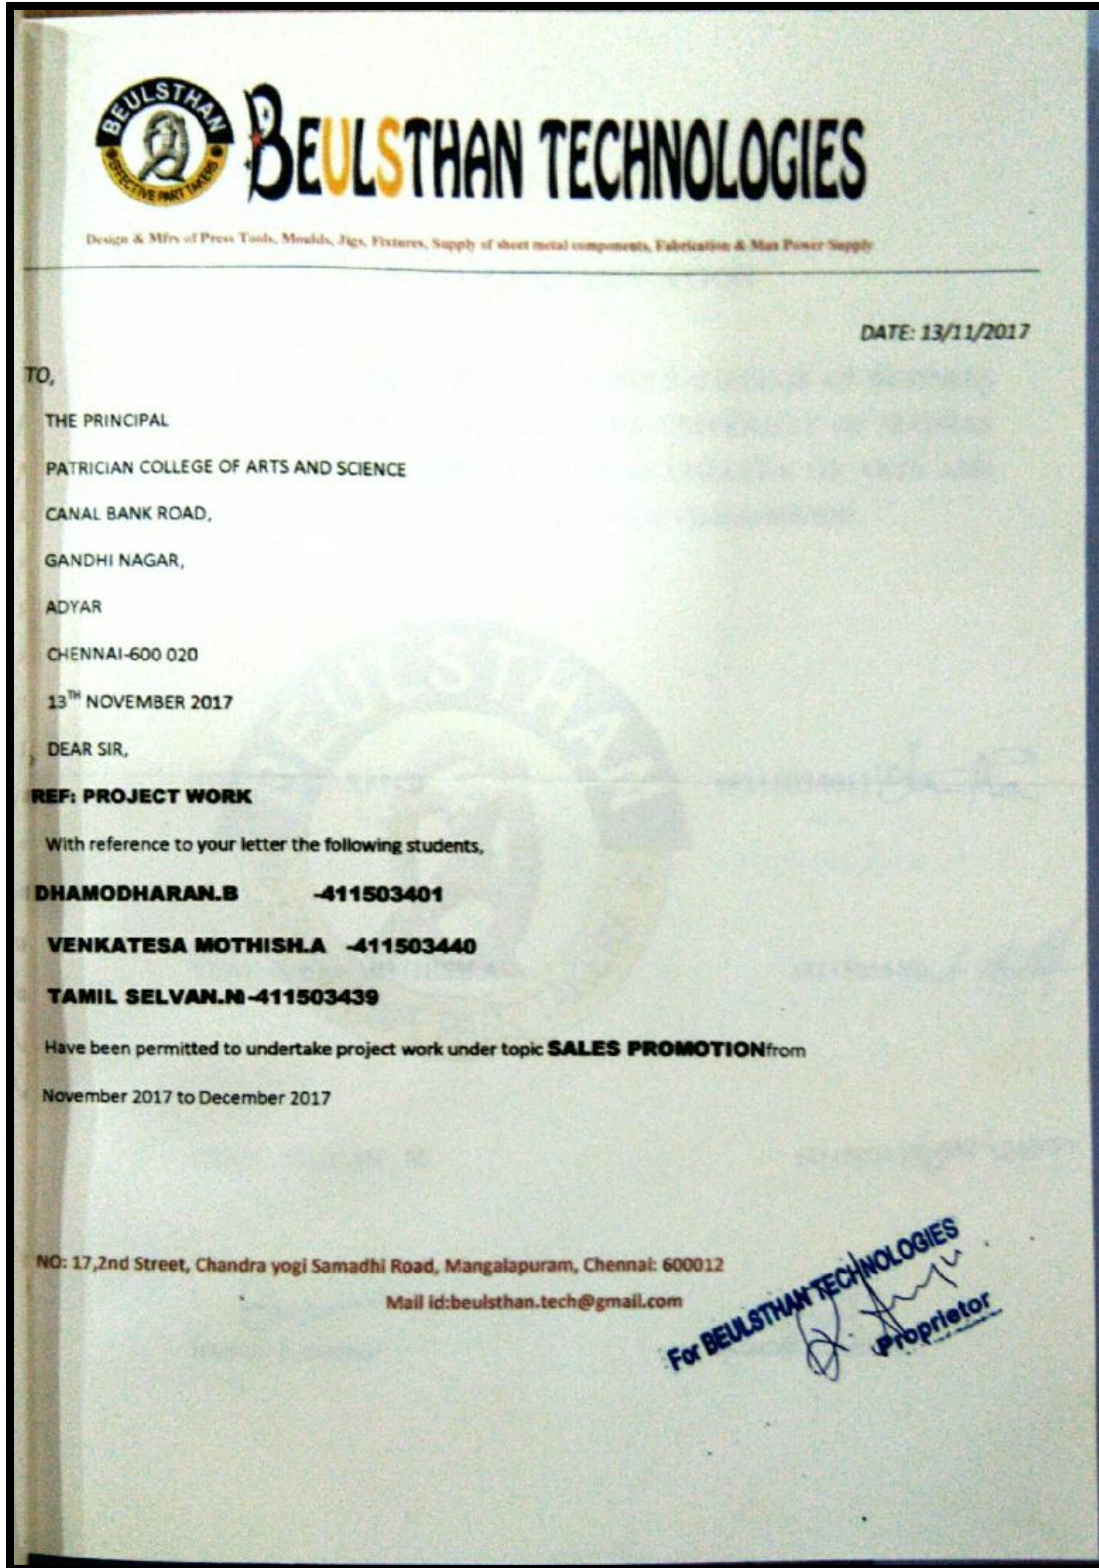 BEULSTHAN
EFFECTIVE PART TAKERS
BEULSTHAN TECHNOLOGIES
Design & Mfrs of Press Tools, Moulds, Jigs, Fixtures, Supply of sheet metal components, Fabrication & Man Power Supply
DATE: 13/11/2017
TO,
THE PRINCIPAL
PATRICIAN COLLEGE OF ARTS AND SCIENCE
CANAL BANK ROAD,
GANDHI NAGAR,
ADYAR
CHENNAI-600 020
13TH NOVEMBER 2017
DEAR SIR,
REF: PROJECT WORK
With reference to your letter the following students,
DHAMODHARAN.B -411503401
VENKATESA MOTHISH.A -411503440
TAMIL SELVAN.N-411503439
Have been permitted to undertake project work under topic SALES PROMOTIONfrom
November 2017 to December 2017
NO: 17,2nd Street, Chandra yogi Samadhi Road, Mangalapuram, Chennai: 600012
Mail id:beulsthan.tech@gmail.com
For BEULSTHAN TECHNOLOGIES
Proprietor